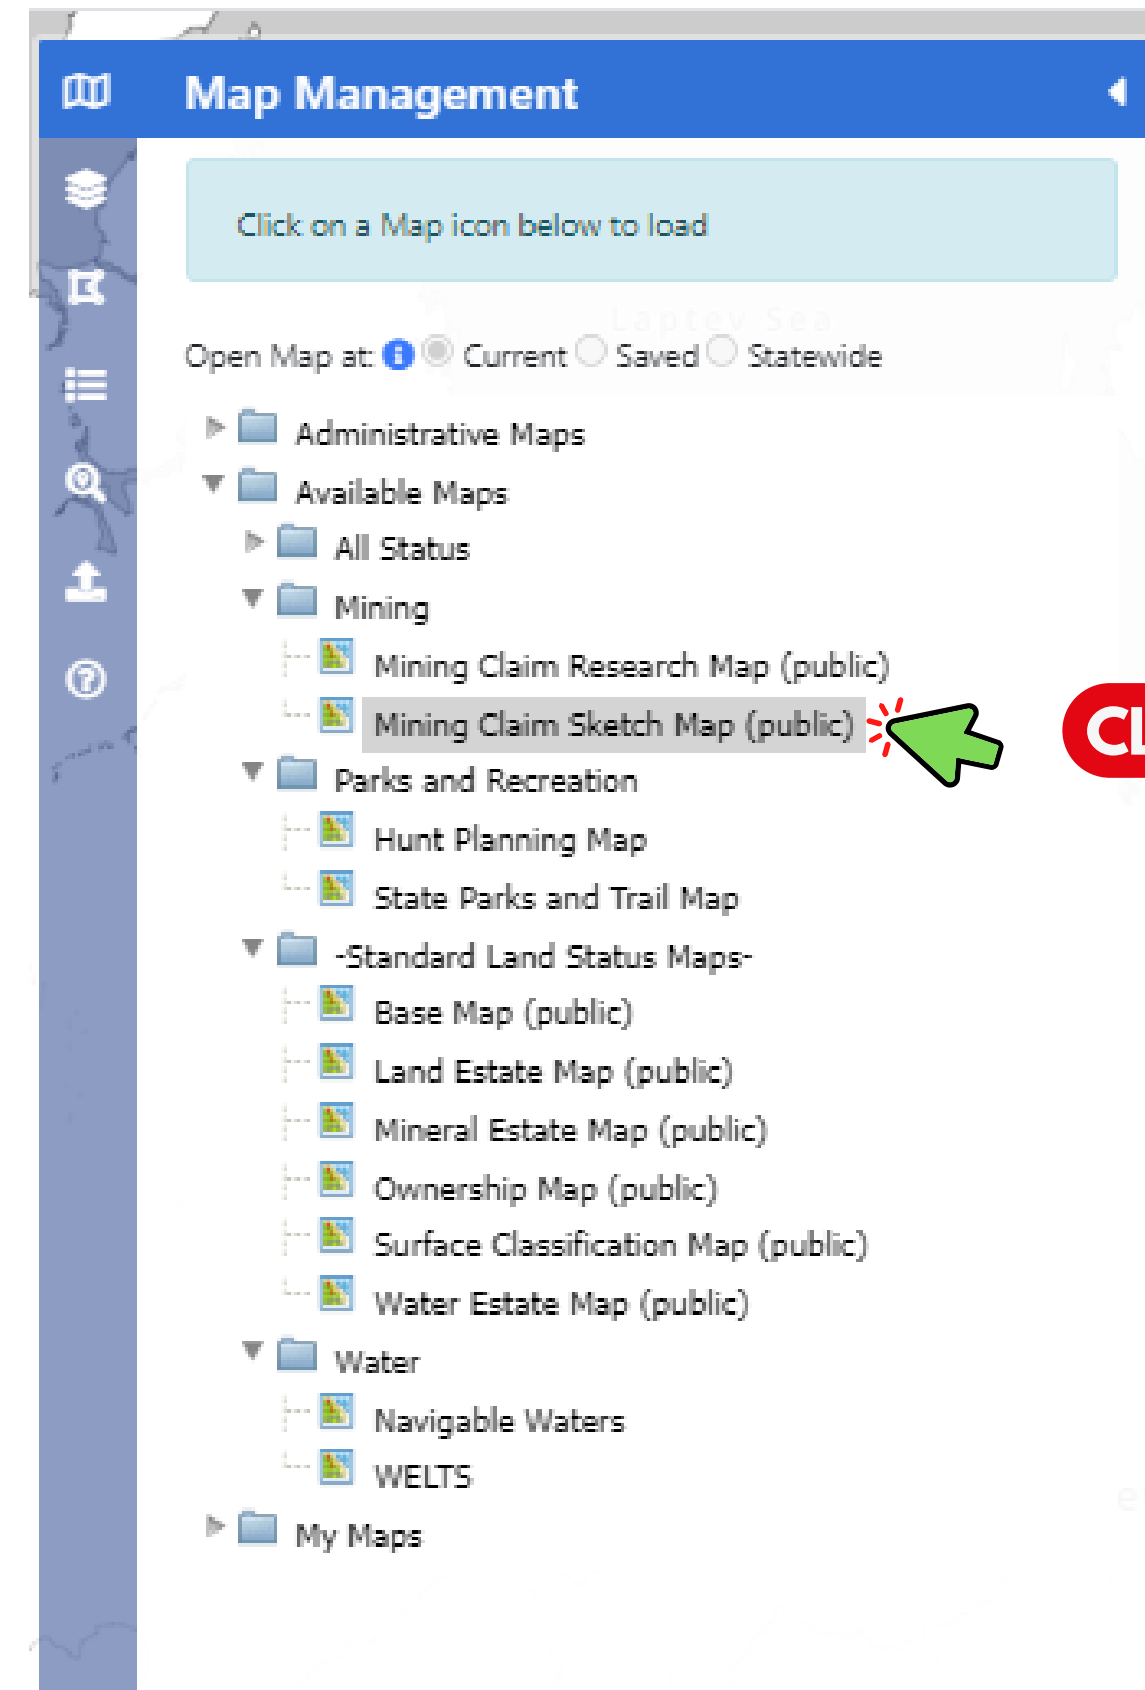 Map Management
Click on a Map icon below to load
Laptev Sea
Open Map at: Current Saved Statewide
Administrative Maps
Available Maps
All Status
Mining
Mining Claim Research Map (public)
Mining Claim Sketch Map (public)
CL
Parks and Recreation
Hunt Planning Map
State Parks and Trail Map
-Standard Land Status Maps-
Base Map (public)
Land Estate Map (public)
Mineral Estate Map (public)
Ownership Map (public)
Surface Classification Map (public)
Water Estate Map (public)
Water
Navigable Waters
WELTS
My Maps